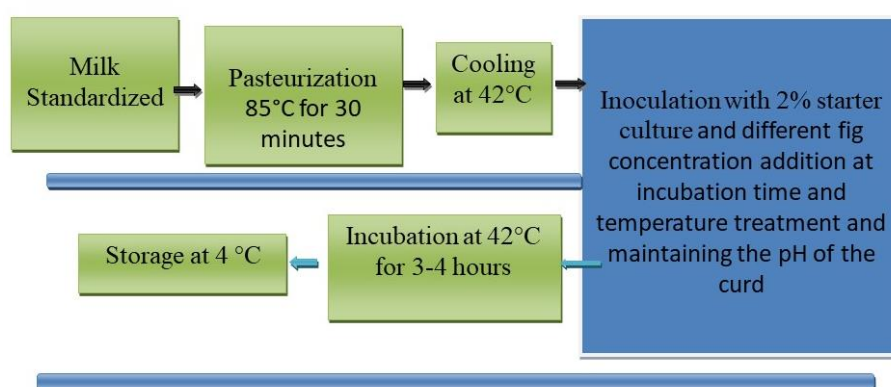 Milk
Standardized
Pasteurization
85°C for 30
minutes
Cooling
at 42°C
Inoculation with 2% starter
culture and different fig
concentration addition at
incubation time and
temperature treatment and
maintaining the pH of the
curd
Incubation at 42°C
for 3-4 hours
Storage at 4 °C